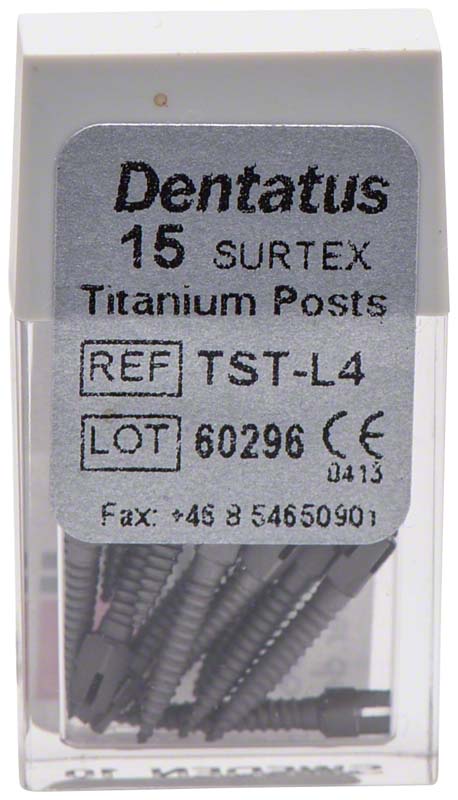 Dentatus
15 SURTEX
Titanium Posts
REF TST-L4
LOT 60296 CE
0413
Fax: +46 8 54650901